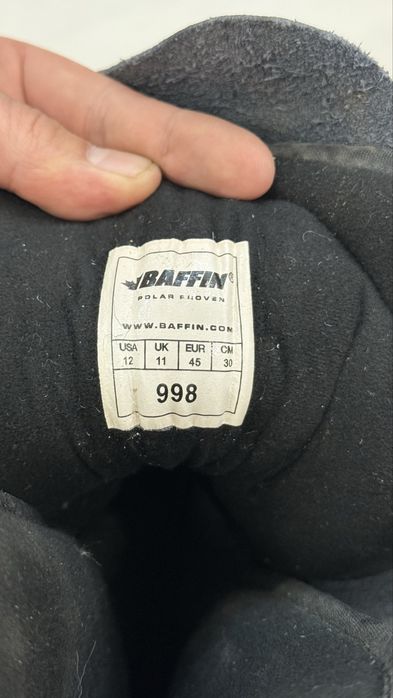 BAFFIN®
POLAR PROVEN
WWW.BAFFIN.COM
USA UK EUR CM
12 11 45 30
998